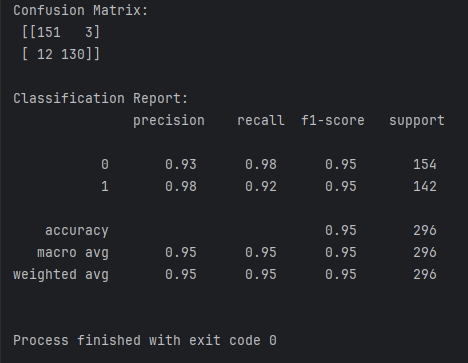 Confusion Matrix:
[[151   3]
[ 12 130]]
Classification Report:
precision    recall  f1-score   support
0       0.93      0.98      0.95       154
1       0.98      0.92      0.95       142
accuracy                           0.95       296
macro avg       0.95      0.95      0.95       296
weighted avg       0.95      0.95      0.95       296
Process finished with exit code 0